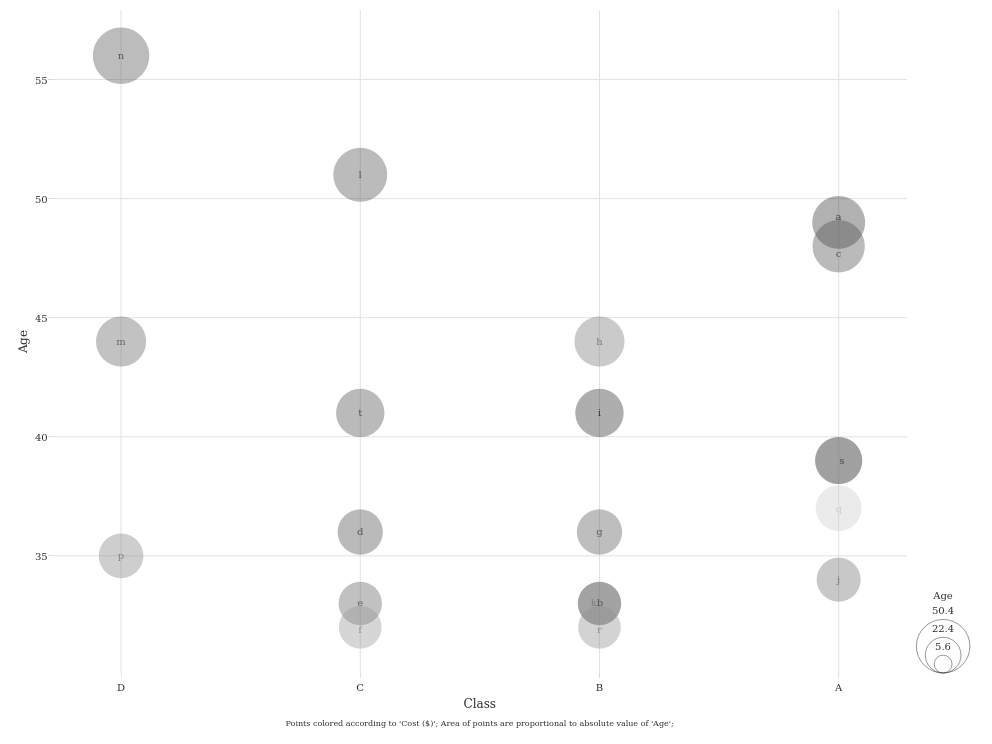 n
55
l
50
a
c
45
m
h
Age
t
i
40
s
q
d
g
35
p
j
e
k
b
f
r
Age
50.4
22.4
5.6
D
C
B
A
Class
Points colored according to 'Cost ($)'; Area of points are proportional to absolute value of 'Age';